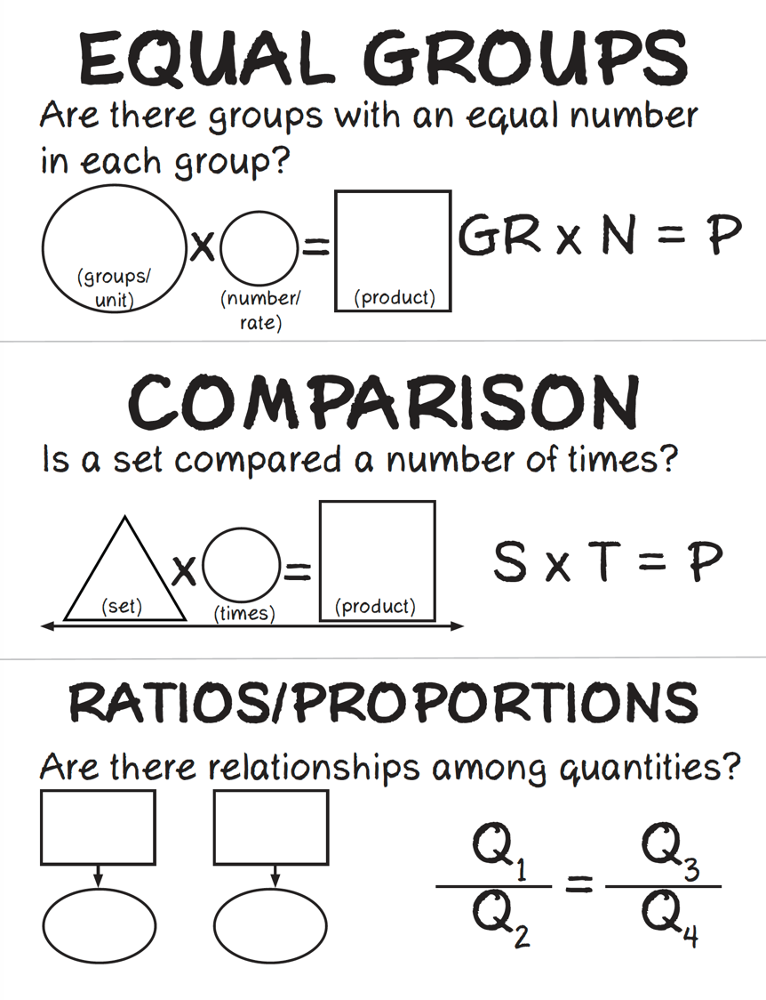 EQUAL GROUPS
Are there groups with an equal number
in each group?
x = GR x N = P
(groups/
unit)
(number/
rate)
(product)
COMPARISON
Is a set compared a number of times?
x = S x T = P
(set)
(times)
(product)
RATIOS/PROPORTIONS
Are there relationships among quantities?
Q1 = Q3
Q2 Q4